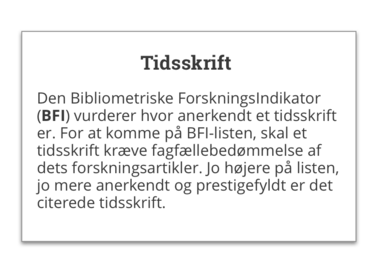 Tidsskrift
Den Bibliometriske ForskningsIndikator
(BFI) vurderer hvor anerkendt et tidsskrift
er. For at komme på BFI-listen, skal et
tidsskrift kræve fagfællebedømmelse af
dets forskningsartikler. Jo højere på listen,
jo mere anerkendt og prestigefyldt er det
citerede tidsskrift.